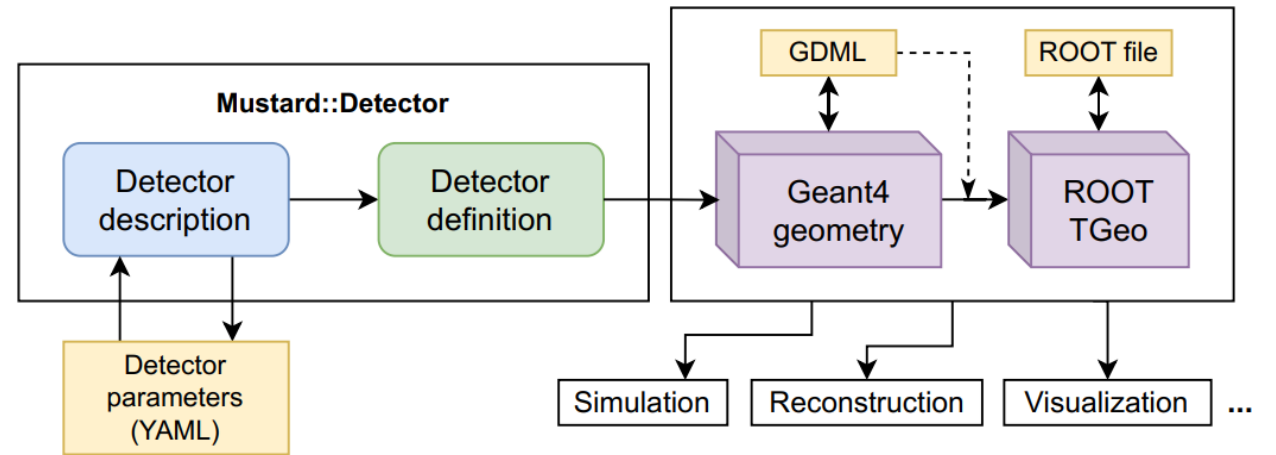 Mustard::Detector
Detector
description
Detector
definition
Detector
parameters
(YAML)
GDML
ROOT file
Geant4
geometry
ROOT
TGeo
Simulation
Reconstruction
Visualization
...